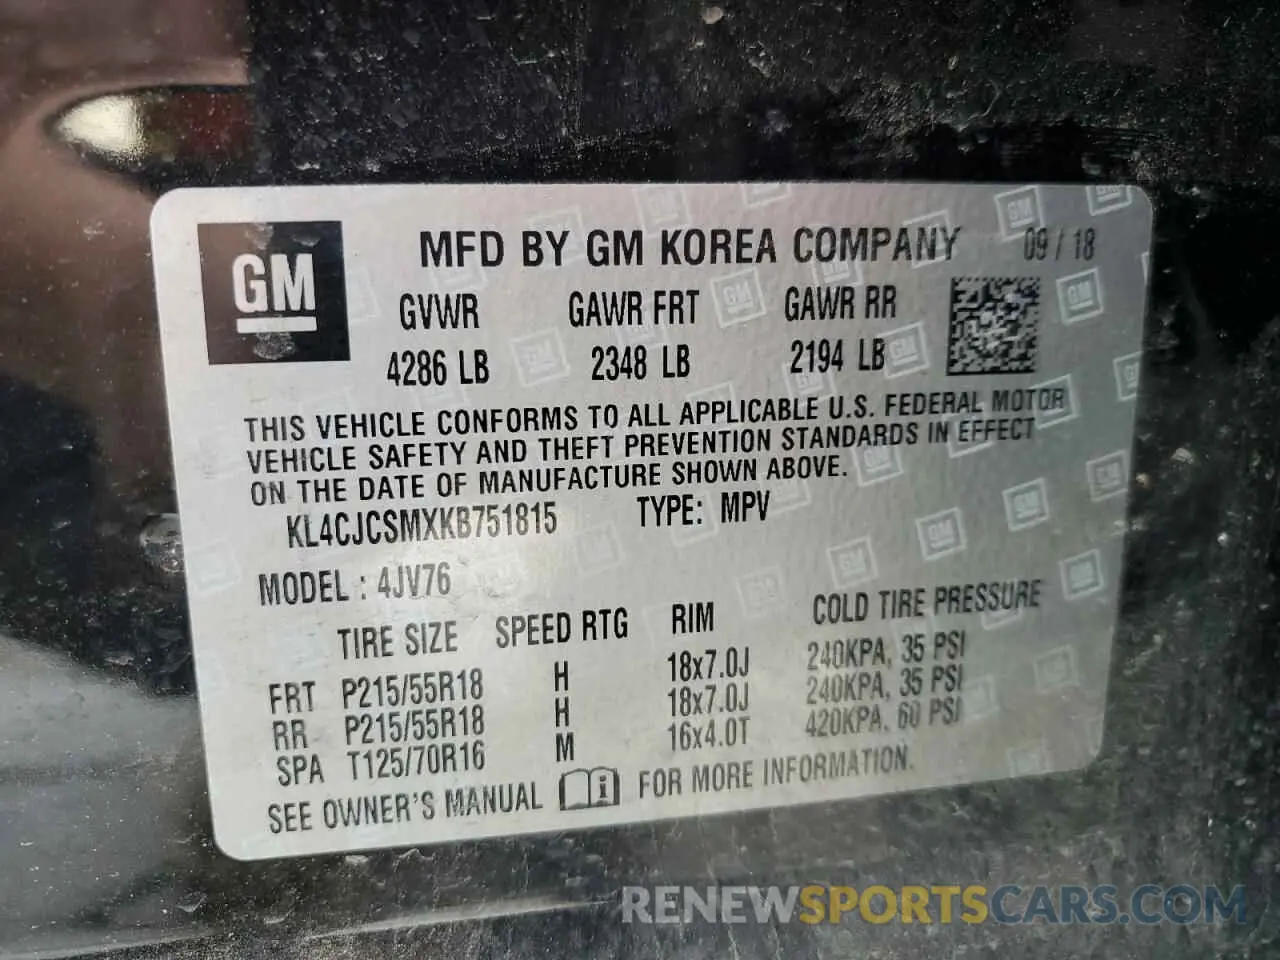 GM
MFD BY GM KOREA COMPANY 09 / 18
GVWR GAWR FRT GAWR RR
4286 LB 2348 LB 2194 LB
THIS VEHICLE CONFORMS TO ALL APPLICABLE U.S. FEDERAL MOTOR
VEHICLE SAFETY AND THEFT PREVENTION STANDARDS IN EFFECT
ON THE DATE OF MANUFACTURE SHOWN ABOVE.
KL4CJCSMXKB751815 TYPE: MPV
MODEL : 4JV76
TIRE SIZE SPEED RTG RIM COLD TIRE PRESSURE
FRT P215/55R18 H 18x7.0J 240KPA, 35 PSI
RR P215/55R18 H 18x7.0J 240KPA, 35 PSI
SPA T125/70R16 M 16x4.0T 420KPA, 60 PSI
SEE OWNER'S MANUAL i FOR MORE INFORMATION.
RENEWSPORTSCARS.COM